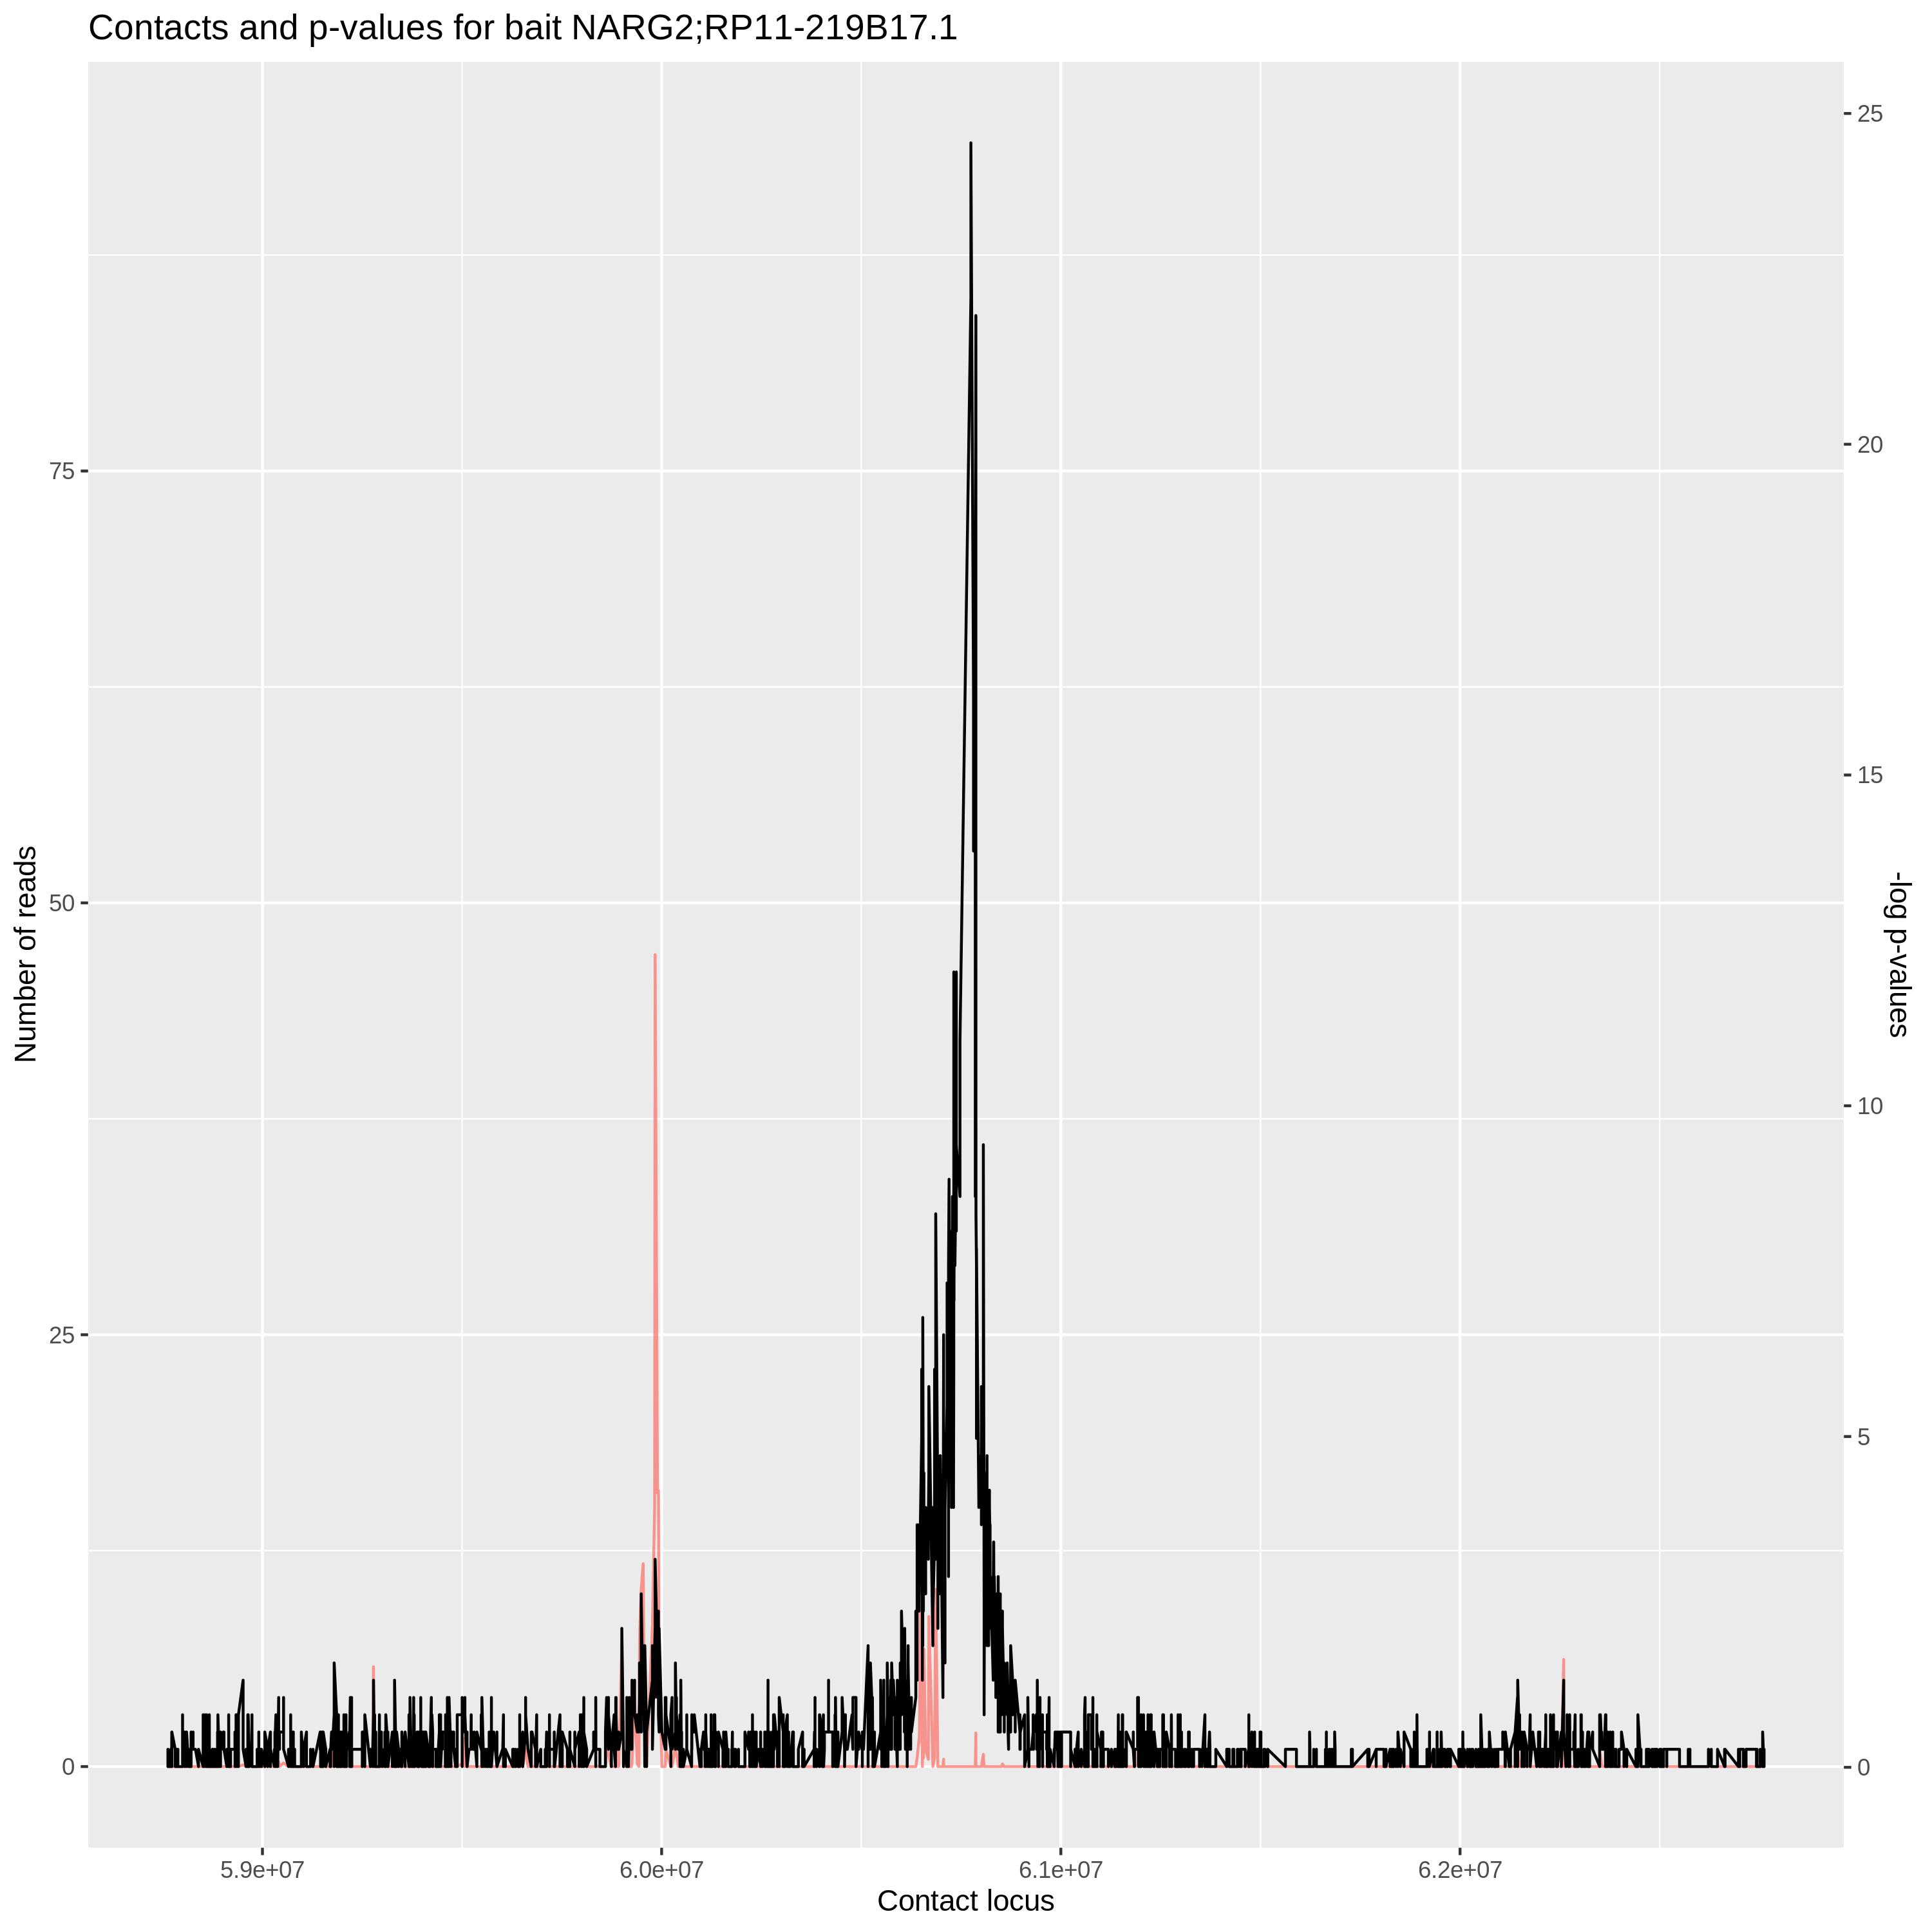 Contacts and p-values for bait NARG2;RP11-219B17.1
25
20
15
10
5
0
75
50
25
0
Number of reads
-log p-values
5.9e+07
6.0e+07
6.1e+07
6.2e+07
Contact locus